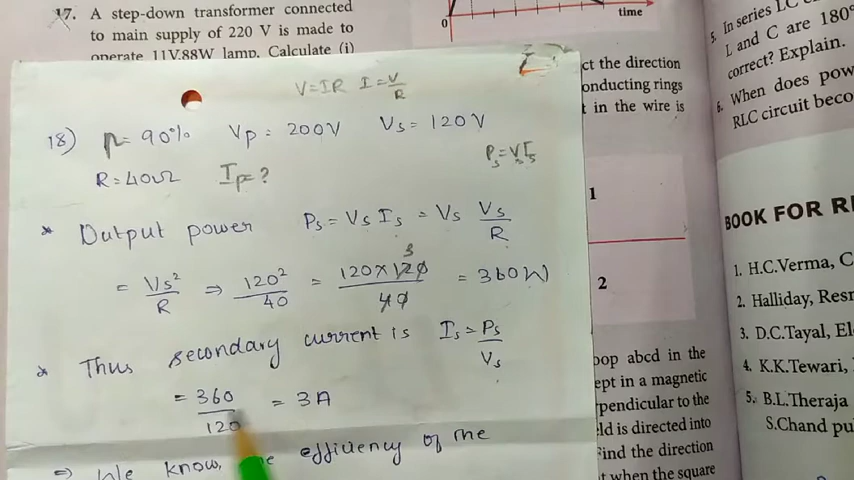 17. A step-down transformer connected
to main supply of 220 V is made to
operate 11V,88W lamp. Calculate (i)
0
time
5. In series LC
L and C are 180°
correct? Explain.
6. When does pow
RLC circuit beco
ct the direction
onducting rings
t in the wire is
V=IR I=V/R
18) η=90% Vp=200V Vs=120V
Ps=VsIs
R=40Ω Ip=?
* Output power Ps=VsIs=Vs Vs/R
= Vs²/R ⇒ 120²/40 = 120×120/40 3 = 360W
* Thus secondary current is Is=Ps/Vs
= 360/120 = 3A
⇒ We know, efficiency of the
1
2
oop abcd in the
ept in a magnetic
rpendicular to the
ld is directed into
Find the direction
t when the square
BOOK FOR RE
1. H.C.Verma, C
2. Halliday, Resn
3. D.C.Tayal, Ele
4. K.K.Tewari,
5. B.L.Theraja
S.Chand pu